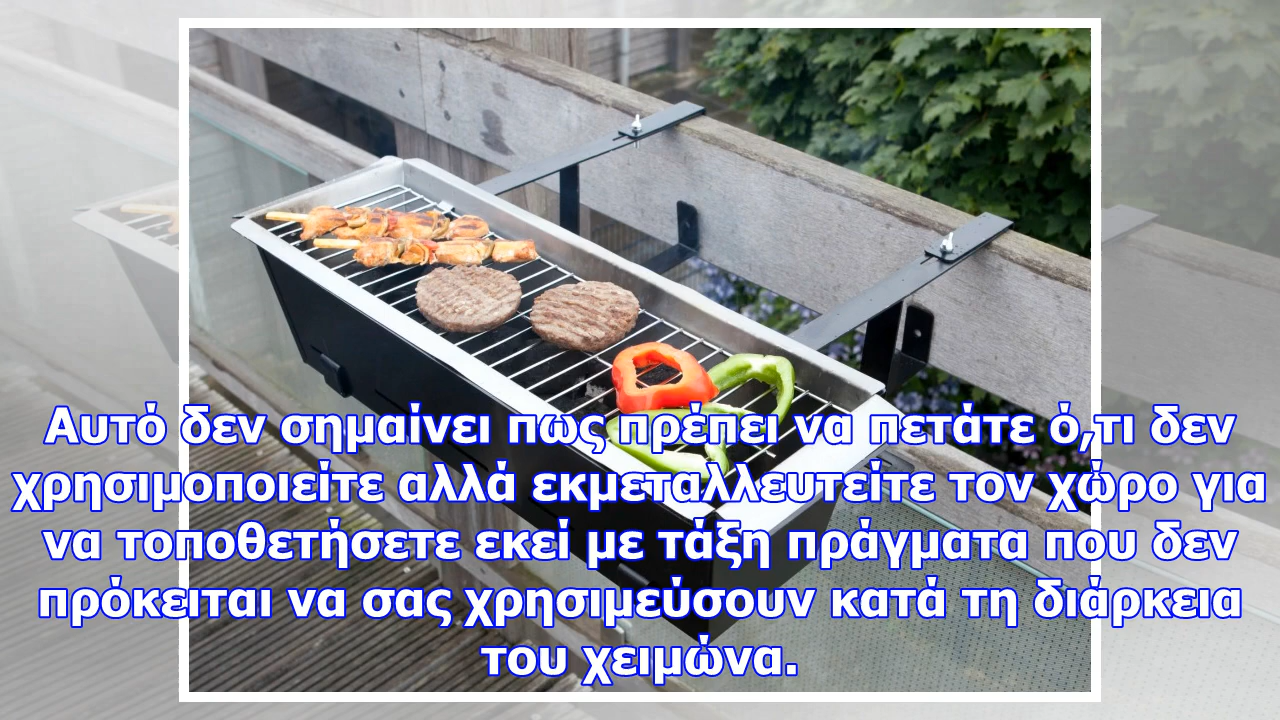 Αυτό δεν σημαίνει πως πρέπει να πετάτε ό,τι δεν
χρησιμοποιείτε αλλά εκμεταλλευτείτε τον χώρο για
να τοποθετήσετε εκεί με τάξη πράγματα που δεν
πρόκειται να σας χρησιμεύσουν κατά τη διάρκεια
του χειμώνα.